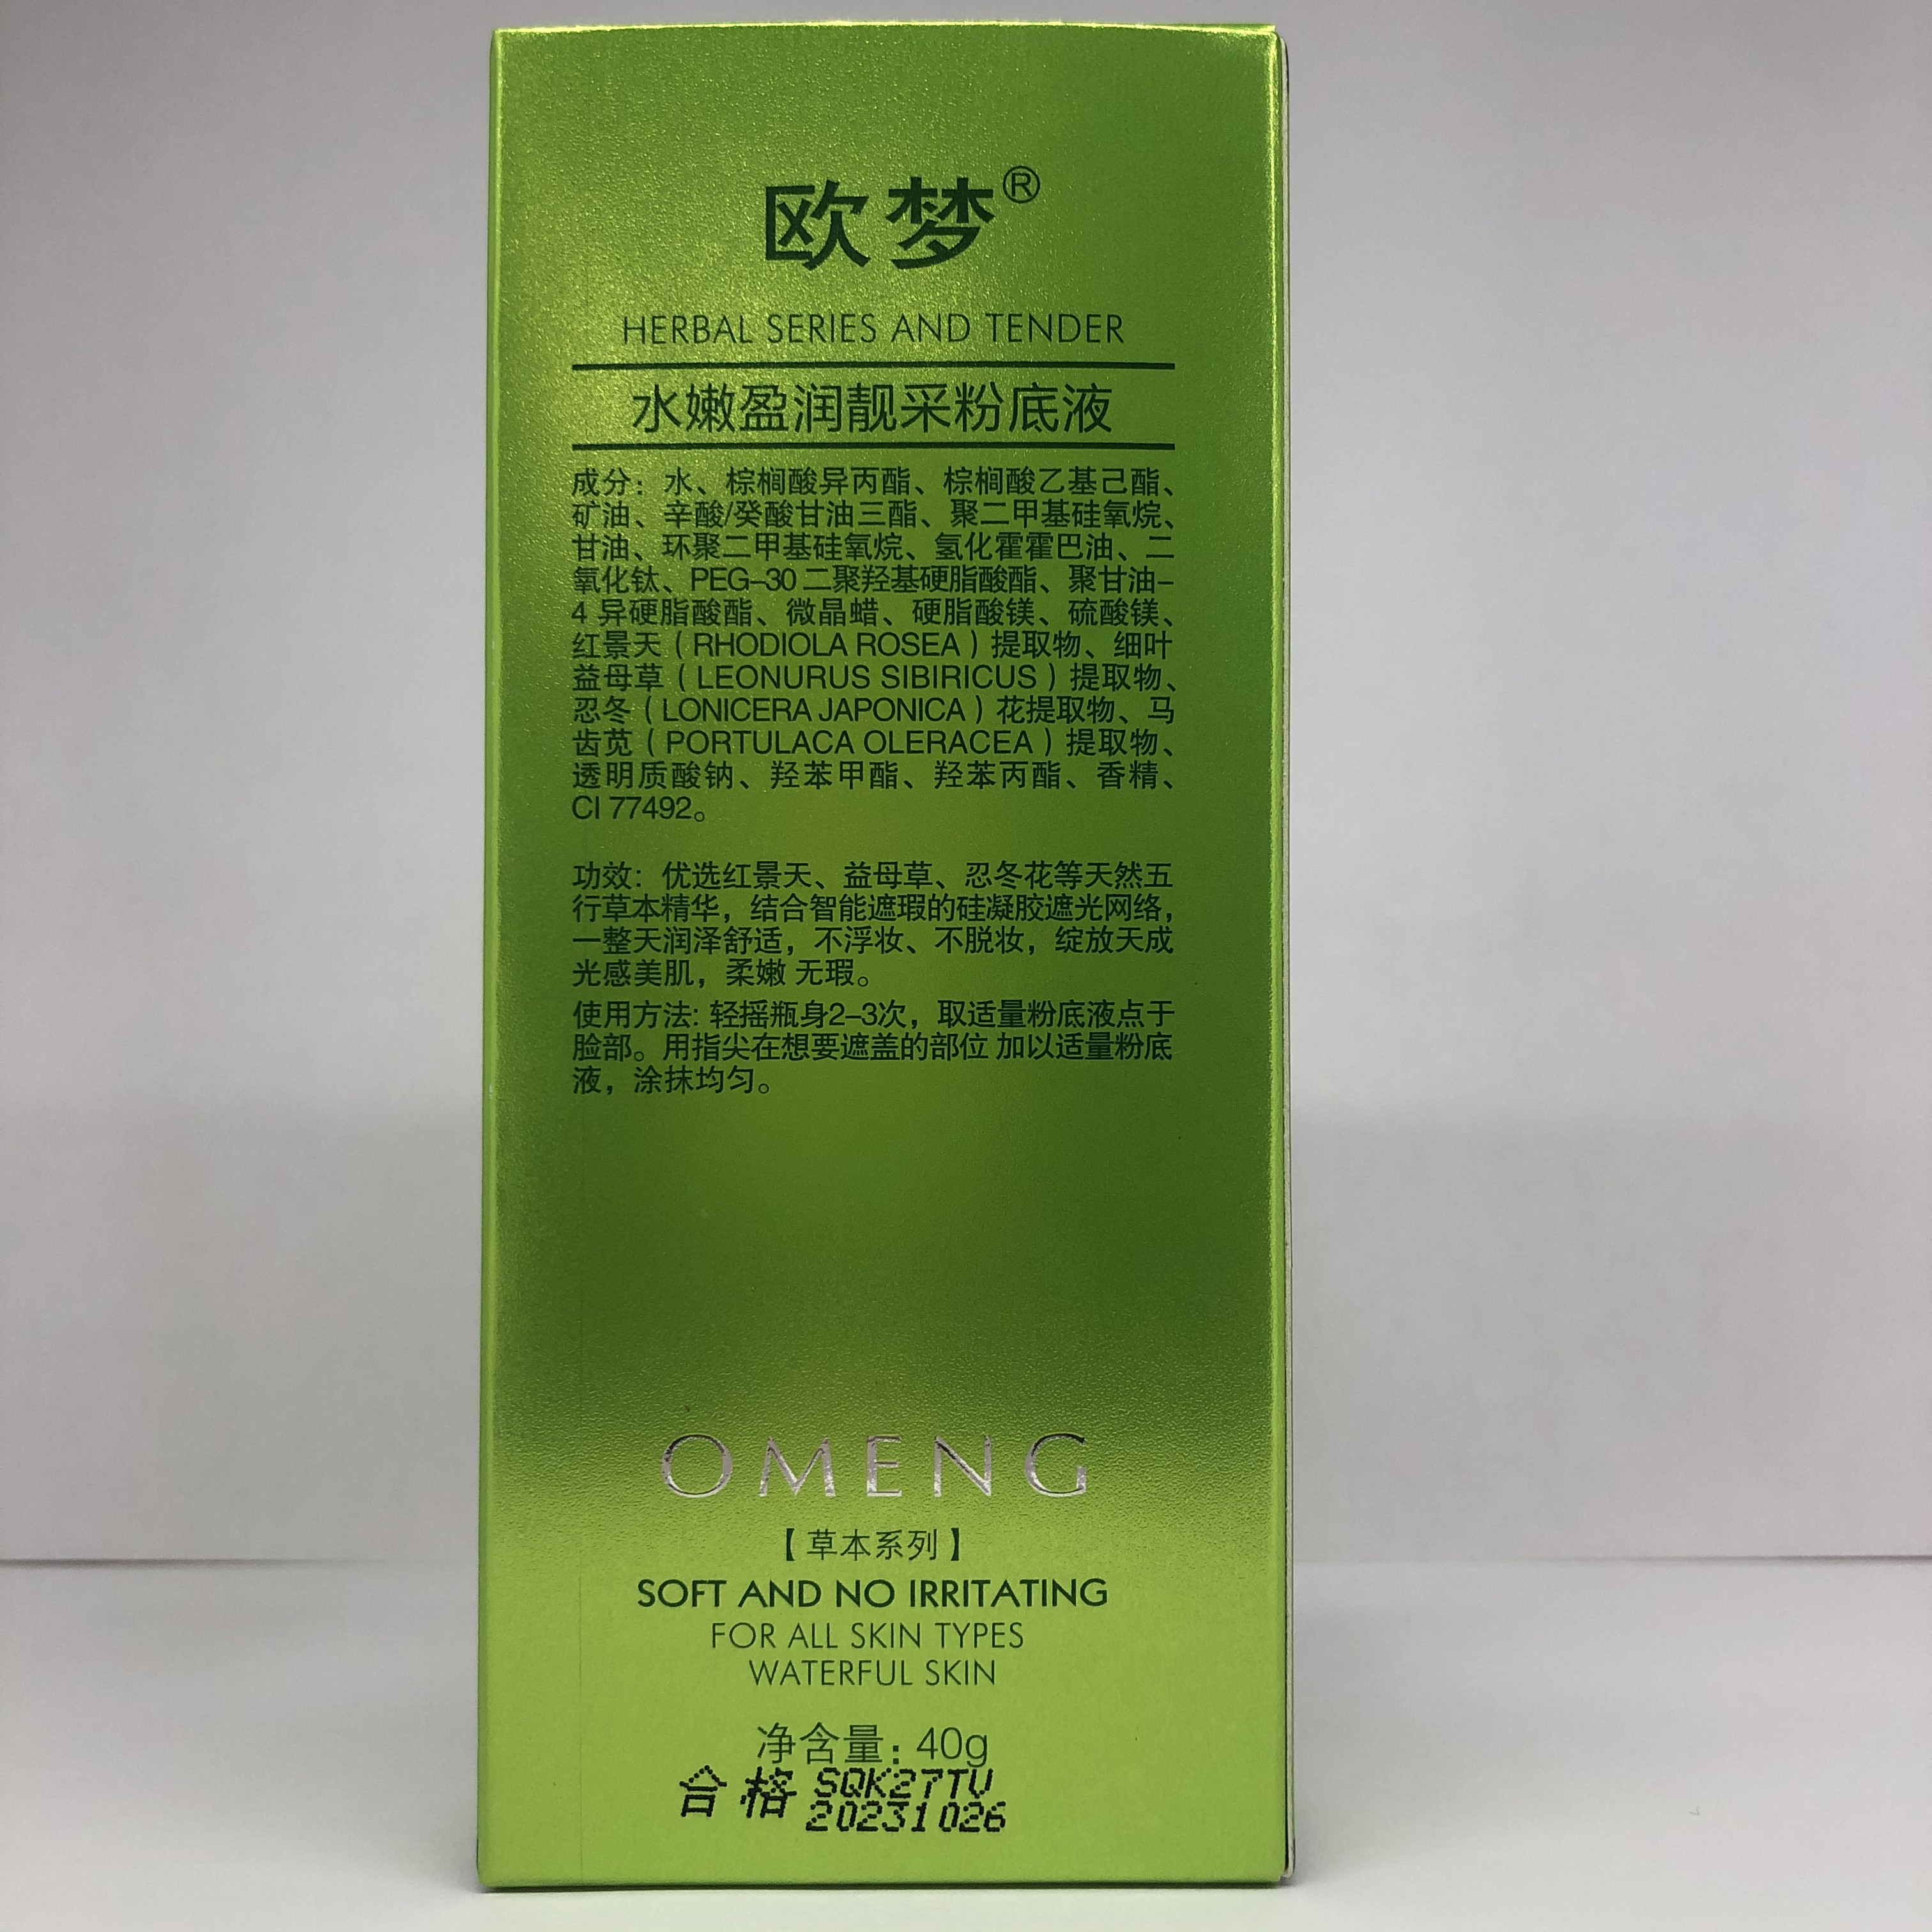 欧梦®
HERBAL SERIES AND TENDER
水嫩盈润靓采粉底液
成分：水、棕榈酸异丙酯、棕榈酸乙基己酯、
矿油、辛酸/癸酸甘油三酯、聚二甲基硅氧烷、
甘油、环聚二甲基硅氧烷、氢化霍霍巴油、二
氧化钛、PEG–30 二聚羟基硬脂酸酯、聚甘油–
4 异硬脂酸酯、微晶蜡、硬脂酸镁、硫酸镁、
红景天（RHODIOLA ROSEA）提取物、细叶
益母草（LEONURUS SIBIRICUS）提取物、
忍冬（LONICERA JAPONICA）花提取物、马
齿苋（PORTULACA OLERACEA）提取物、
透明质酸钠、羟苯甲酯、羟苯丙酯、香精、
CI 77492。
功效：优选红景天、益母草、忍冬花等天然五
行草本精华，结合智能遮瑕的硅凝胶遮光网络，
一整天润泽舒适，不浮妆、不脱妆，绽放天成
光感美肌，柔嫩 无瑕。
使用方法: 轻摇瓶身2–3次，取适量粉底液点于
脸部。用指尖在想要遮盖的部位 加以适量粉底
液，涂抹均匀。
OMENG
【草本系列】
SOFT AND NO IRRITATING
FOR ALL SKIN TYPES
WATERFUL SKIN
净含量：40g
合格 SQK27TV
20231026